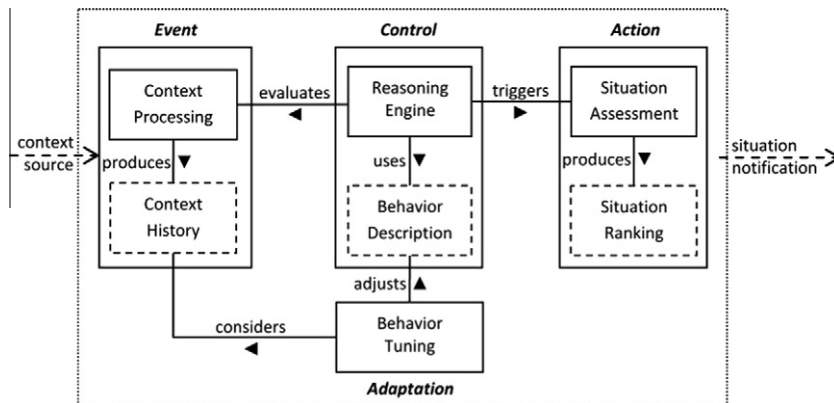 Event
Control
Action
Context
Processing
evaluates
Reasoning
Engine
triggers
Situation
Assessment
context
source
produces
uses
produces
situation
notification
Context
History
Behavior
Description
Situation
Ranking
adjusts
considers
Behavior
Tuning
Adaptation